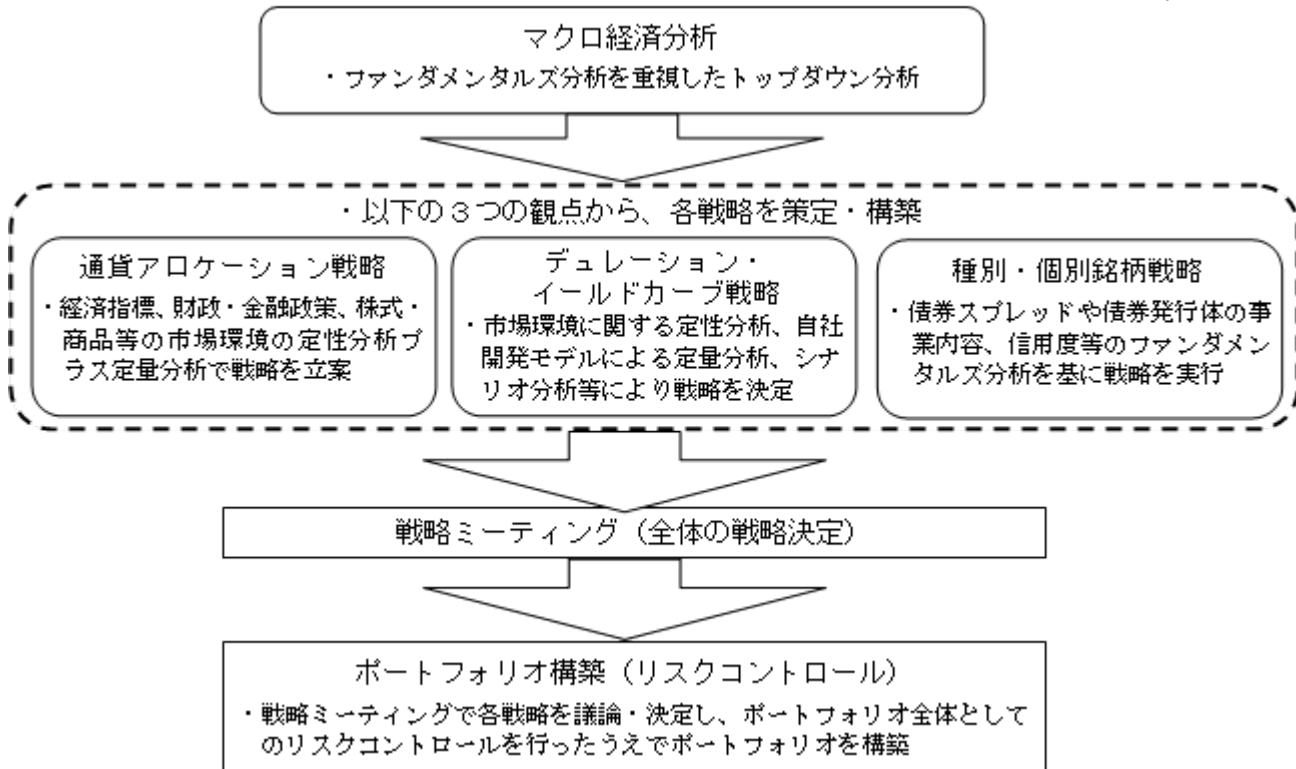 マクロ経済分析
・ファンダメンタルズ分析を重視したトップダウン分析
・以下の３つの観点から、各戦略を策定・構築
通貨アロケーション戦略
・経済指標、財政・金融政策、株式・
商品等の市場環境の定性分析プ
ラス定量分析で戦略を立案
デュレーション・
イールドカーブ戦略
・市場環境に関する定性分析、自社
開発モデルによる定量分析、シナ
リオ分析等により戦略を決定
種別・個別銘柄戦略
・債券スプレッドや債券発行体の事
業内容、信用度等のファンダメン
タルズ分析を基に戦略を実行
戦略ミーティング（全体の戦略決定）
ポートフォリオ構築（リスクコントロール）
・戦略ミーティングで各戦略を議論・決定し、ポートフォリオ全体として
のリスクコントロールを行ったうえでポートフォリオを構築